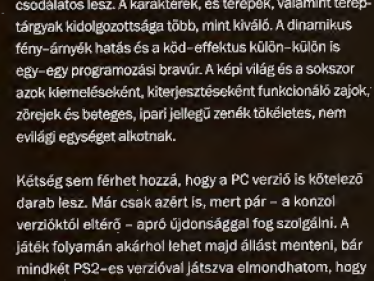 csodálatos lesz. A karakterek, és terepek, valamint terep-
tárgyak kidolgozottsága több, mint kiváló. A dinamikus
fény-árnyék hatás és a köd-effektus külön-külön is
egy-egy programozási bravúr. A képi világ és a sokszor
azok kiemeléseként, kiterjesztéseként funkcionáló zajok,
zörejek és beteges, ipari jellegű zenék tökéletes, nem
evilági egységet alkotnak.
Kétség sem férhet hozzá, hogy a PC verzió is kötelező
darab lesz. Már csak azért is, mert pár – a konzol
verzióktól eltérő – apró újdonsággal fog szolgálni. A
játék folyamán akárhol lehet majd állást menteni, bár
mindkét PS2-es verzióval játszva elmondhatom, hogy